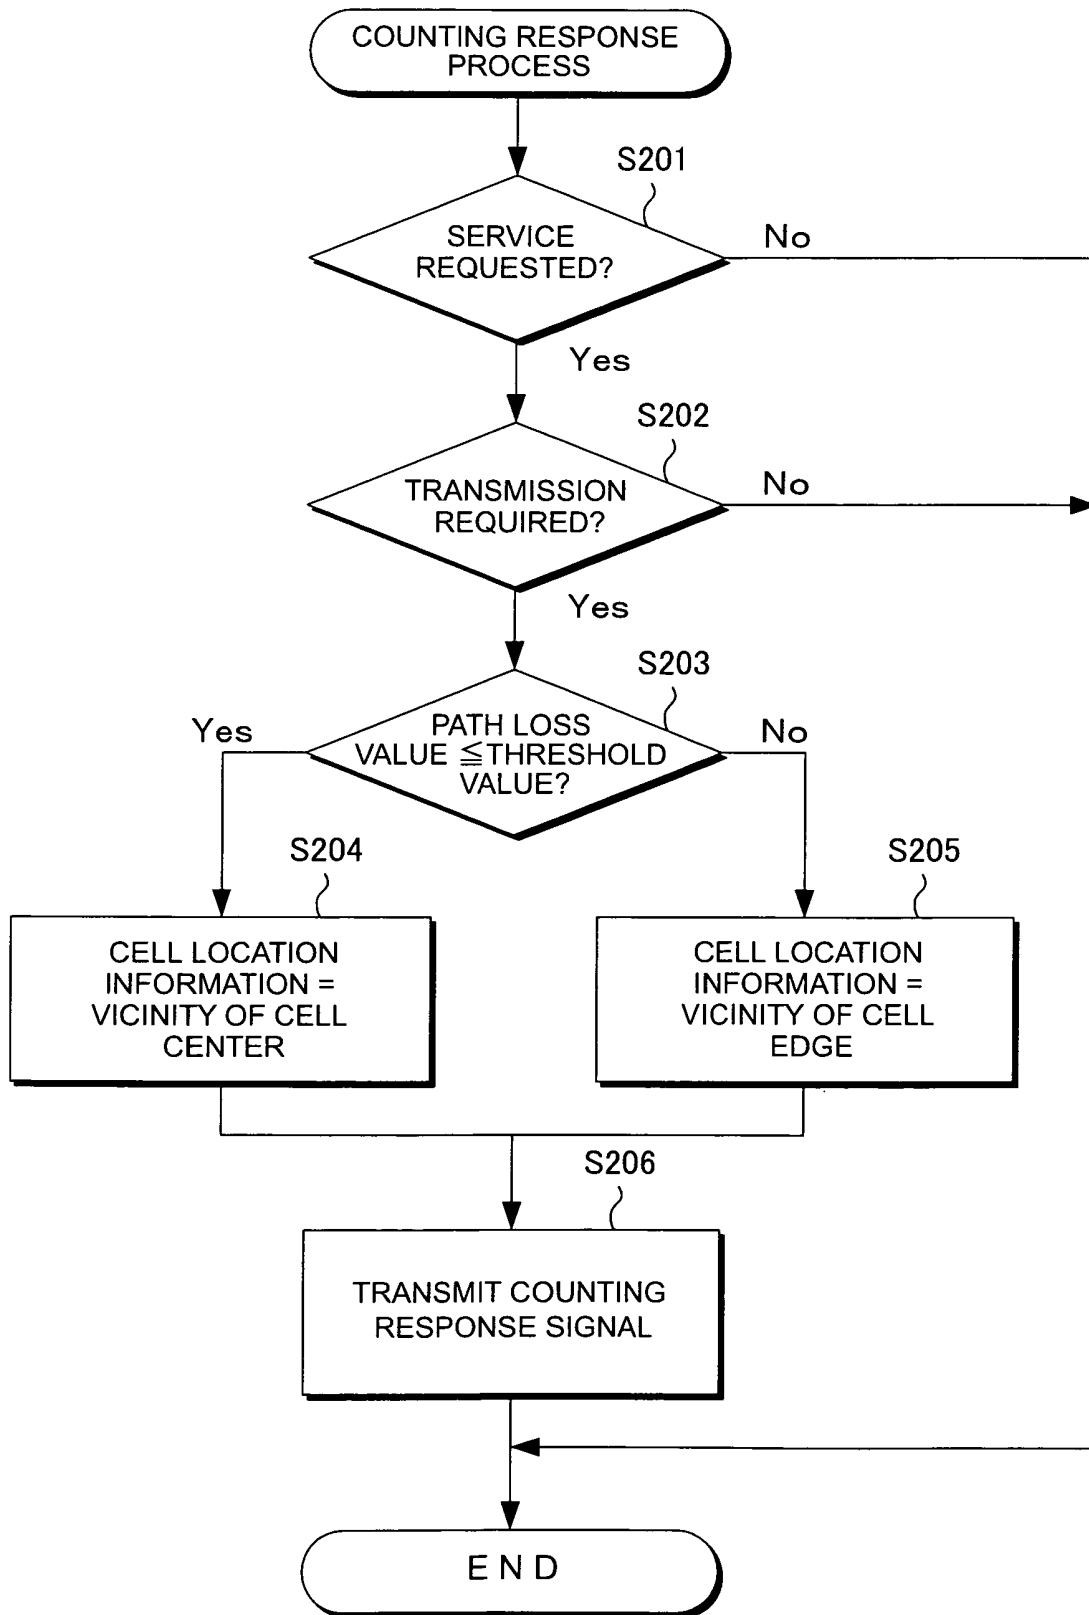 COUNTING RESPONSE
PROCESS
S201
SERVICE
REQUESTED?
No
Yes
S202
TRANSMISSION
REQUIRED?
No
Yes
S203
PATH LOSS
VALUE ≦THRESHOLD
VALUE?
Yes
No
S204
CELL LOCATION
INFORMATION =
VICINITY OF CELL
CENTER
S205
CELL LOCATION
INFORMATION =
VICINITY OF CELL
EDGE
S206
TRANSMIT COUNTING
RESPONSE SIGNAL
END